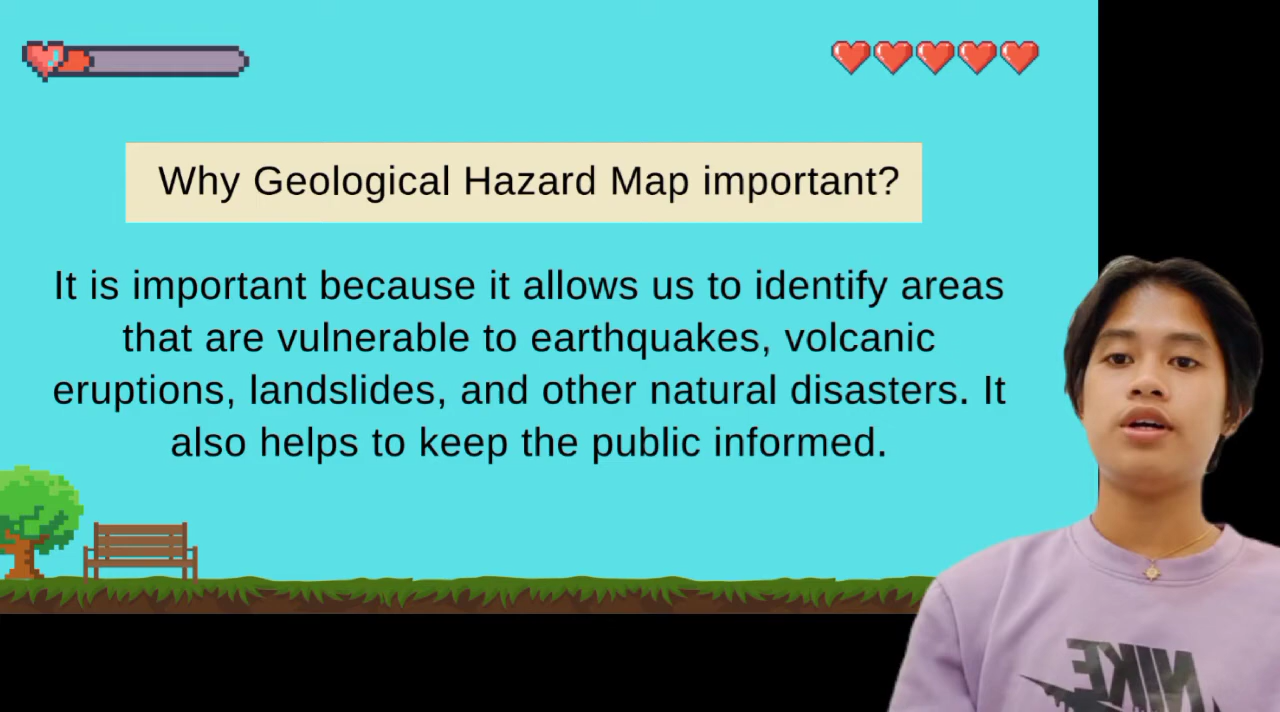 Why Geological Hazard Map important?
It is important because it allows us to identify areas
that are vulnerable to earthquakes, volcanic
eruptions, landslides, and other natural disasters. It
also helps to keep the public informed.
NIKE